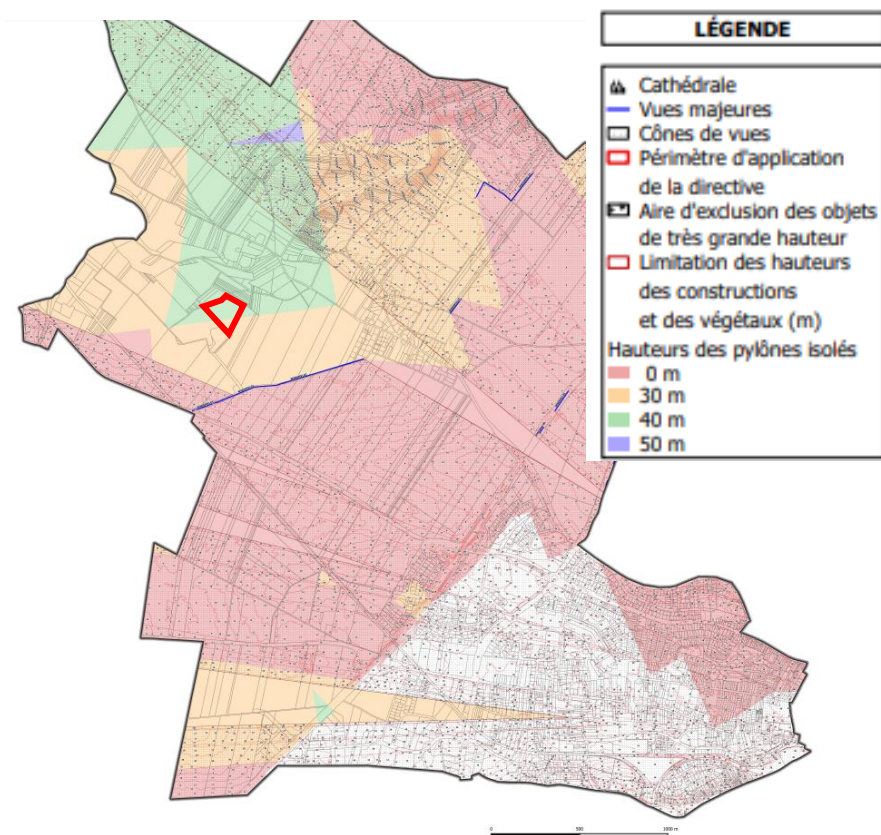 LÉGENDE
Cathédrale
Vues majeures
Cônes de vues
Périmètre d'application
de la directive
Aire d'exclusion des objets
de très grande hauteur
Limitation des hauteurs
des constructions
et des végétaux (m)
Hauteurs des pylônes isolés
0 m
30 m
40 m
50 m
0 500 1000 m